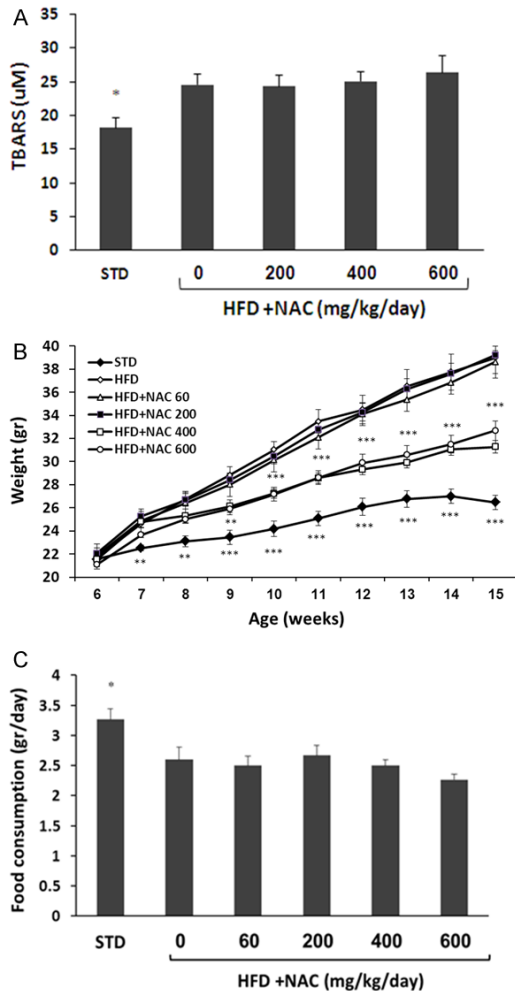 A
TBARS (uM)
35
30
25
20
15
10
5
0
*
STD
0 200 400 600
HFD +NAC (mg/kg/day)
B
Weight (gr)
40
38
36
34
32
30
28
26
24
22
20
STD
HFD
HFD+NAC 60
HFD+NAC 200
HFD+NAC 400
HFD+NAC 600
*** *** *** *** *** ***
**
** ** *** *** *** *** *** *** ***
6 7 8 9 10 11 12 13 14 15
Age (weeks)
C
Food consumption (gr/day)
4
3.5
3
2.5
2
1.5
1
0.5
0
*
STD
0 60 200 400 600
HFD +NAC (mg/kg/day)